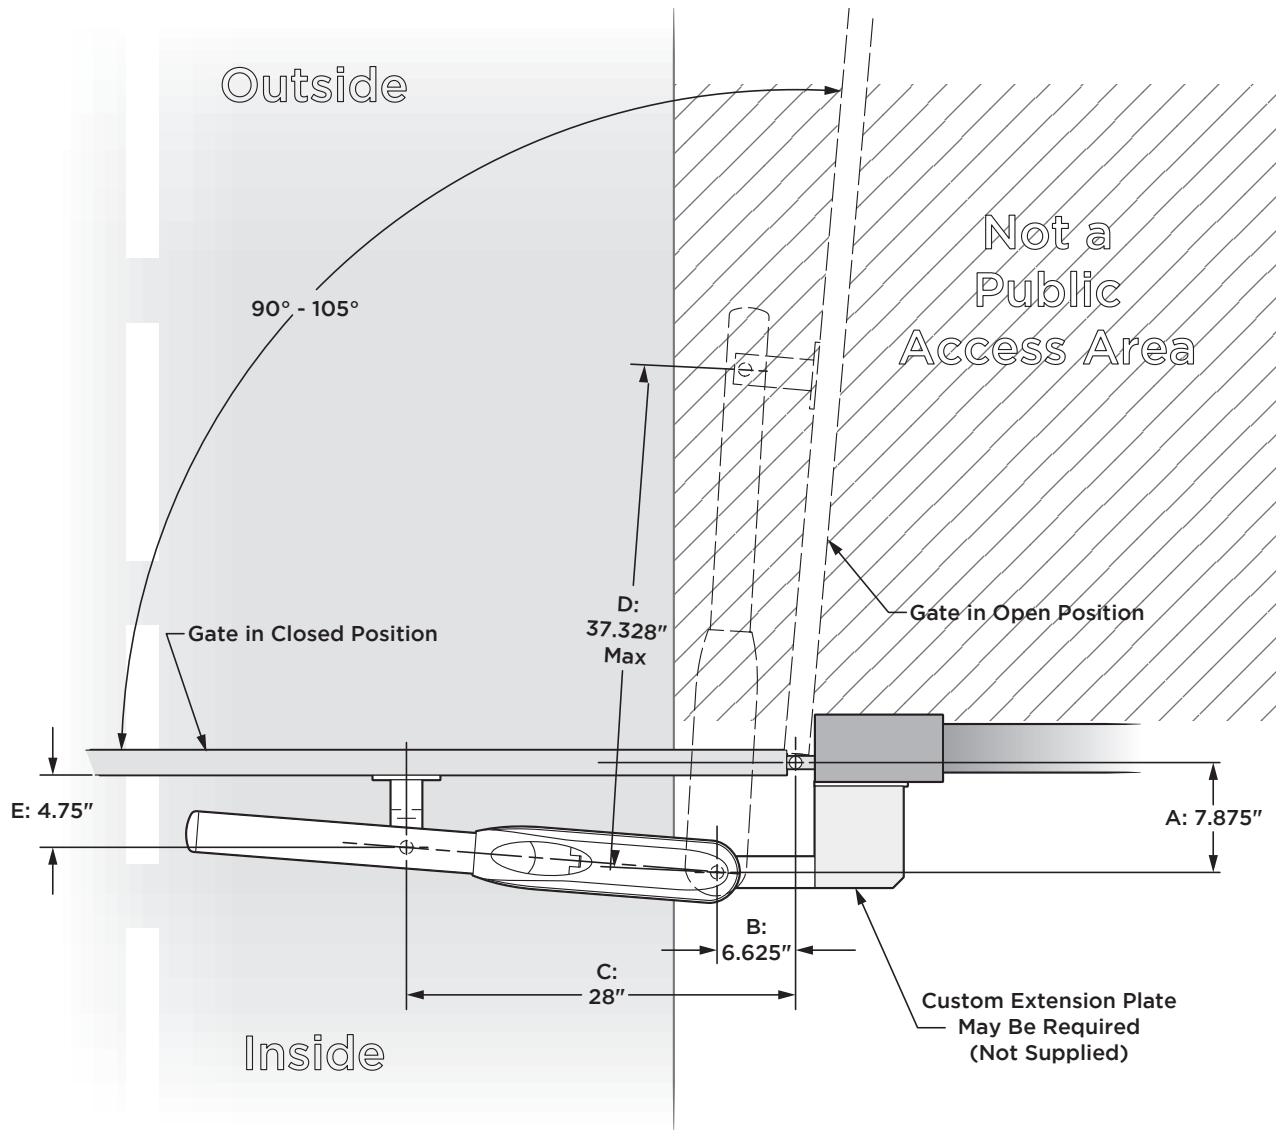 Outside
Not a
Public
Access Area
90° - 105°
D:
37.328"
Max
Gate in Open Position
Gate in Closed Position
E: 4.75"
A: 7.875"
B:
6.625"
C:
28"
Custom Extension Plate
May Be Required
(Not Supplied)
Inside